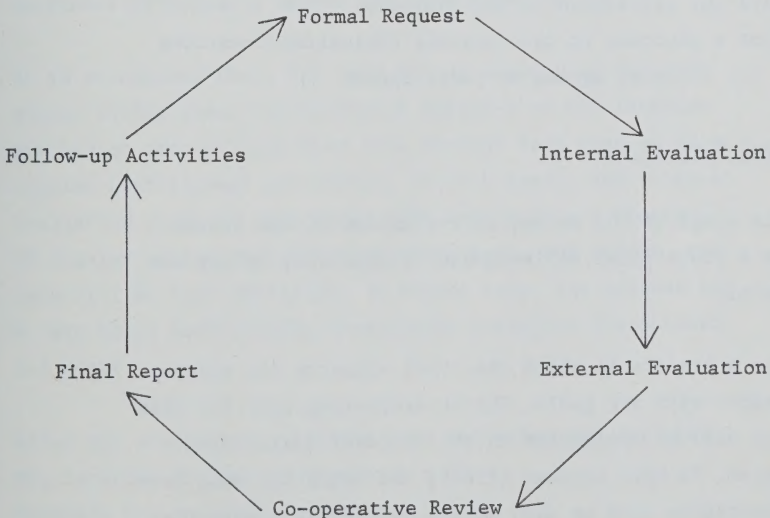 Formal Request
Follow-up Activities
Internal Evaluation
Final Report
External Evaluation
Co-operative Review